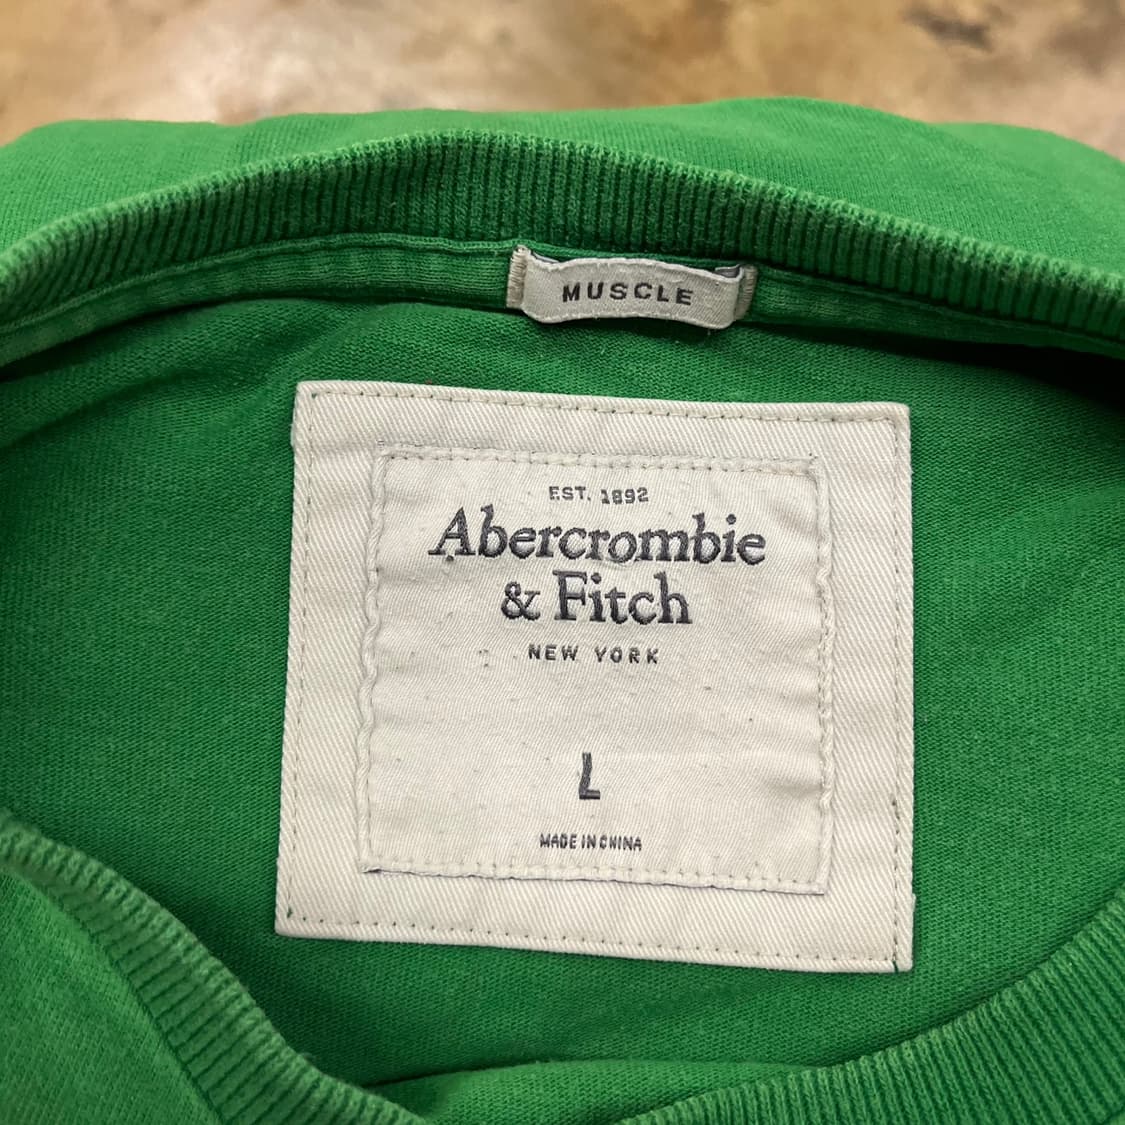 MUSCLE
EST. 1892
Abercrombie
& Fitch
NEW YORK
L
MADE IN CHINA